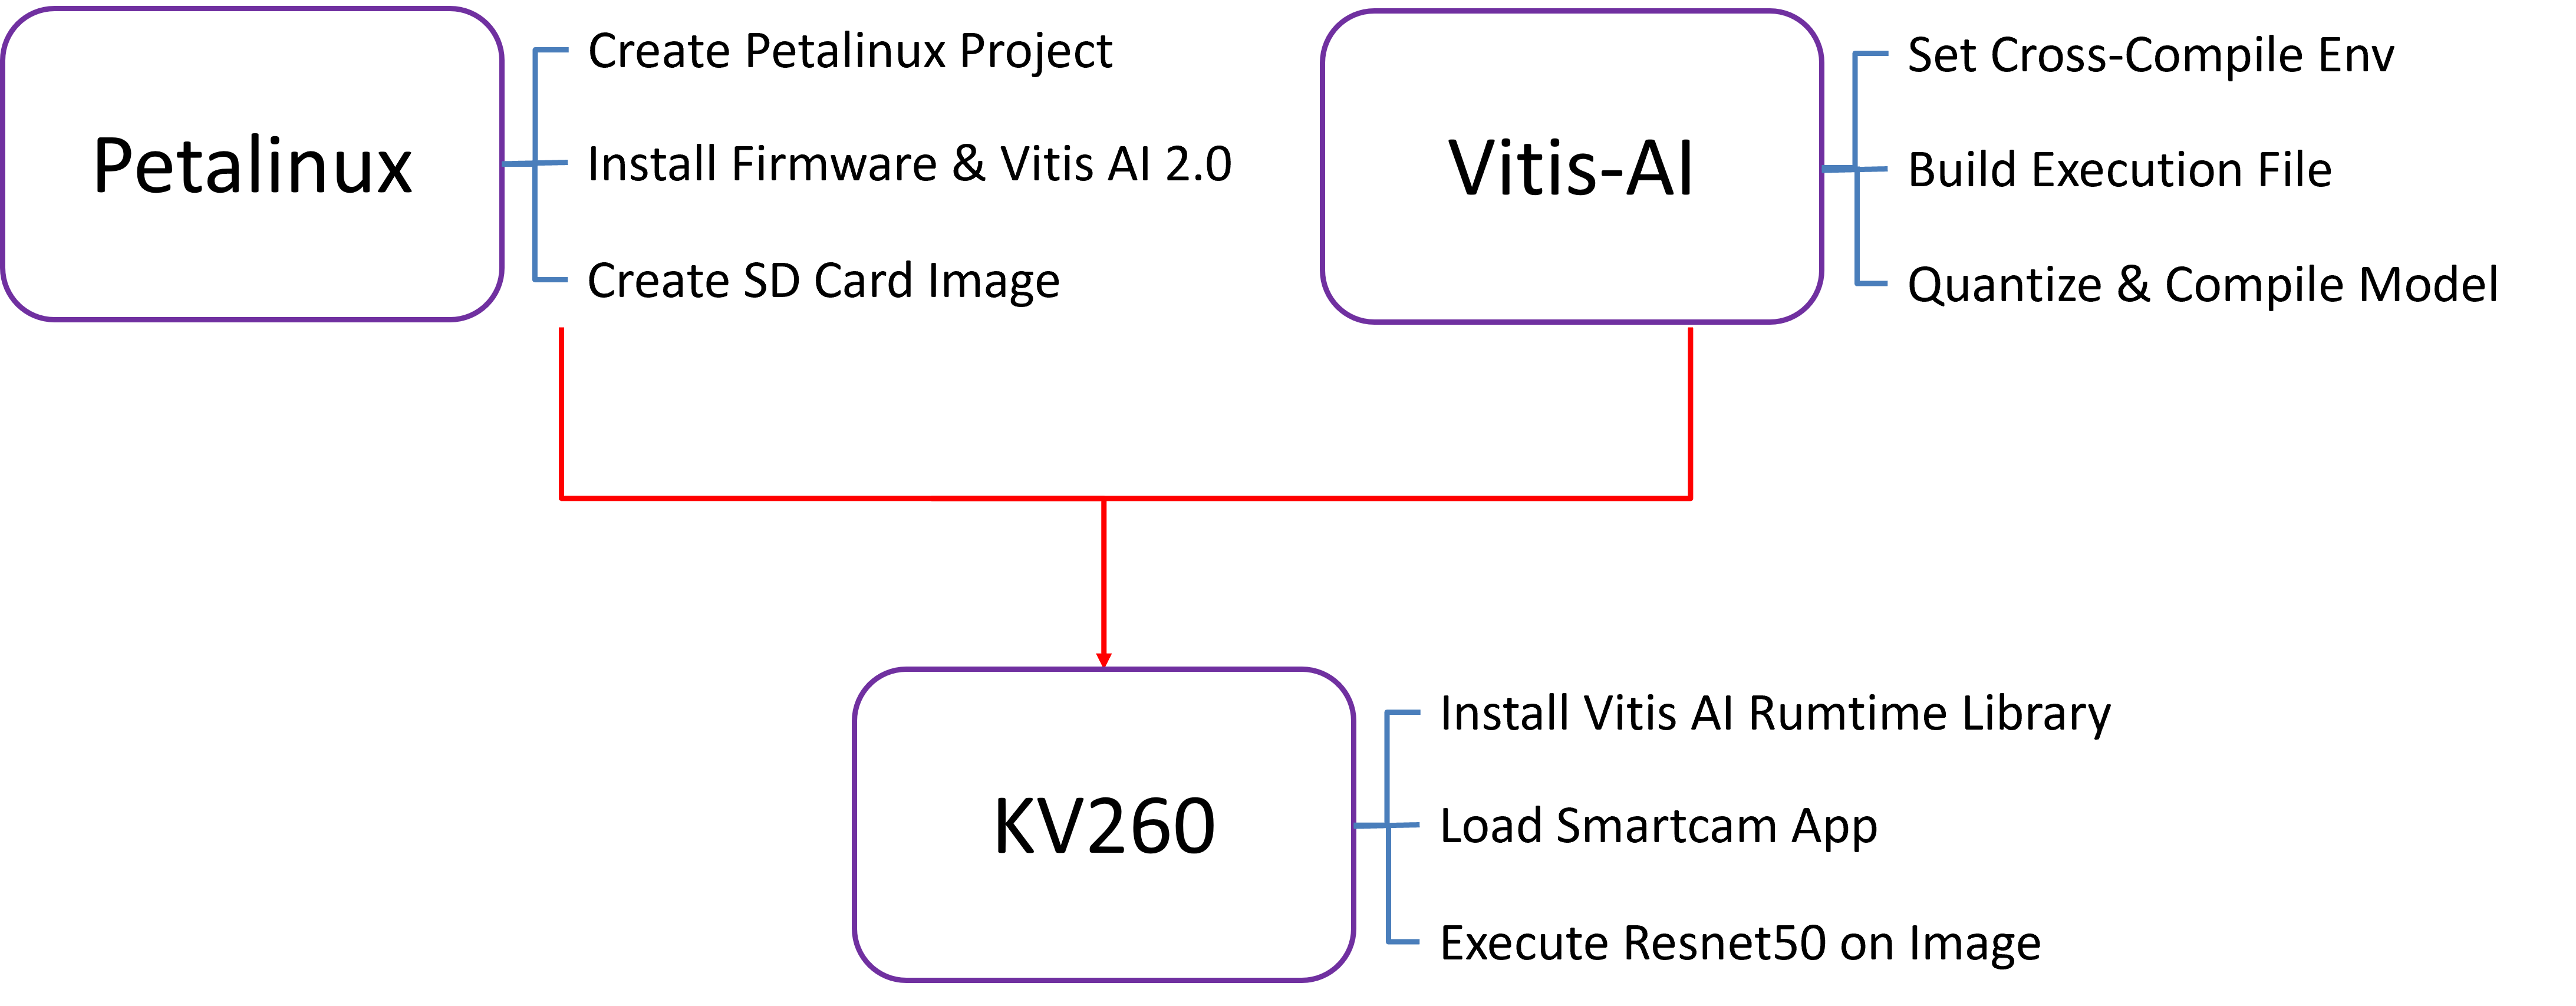 Petalinux
Create Petalinux Project
Install Firmware & Vitis AI 2.0
Create SD Card Image
Vitis-AI
Set Cross-Compile Env
Build Execution File
Quantize & Compile Model
KV260
Install Vitis AI Rumtime Library
Load Smartcam App
Execute Resnet50 on Image